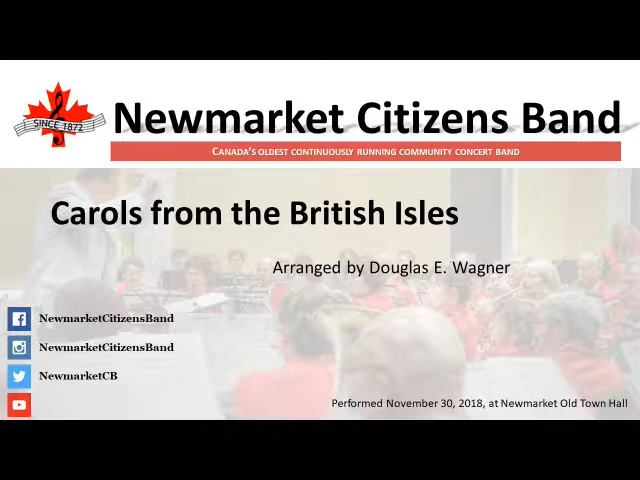 SINCE 1872
Newmarket Citizens Band
CANADA'S OLDEST CONTINUOUSLY RUNNING COMMUNITY CONCERT BAND
Carols from the British Isles
Arranged by Douglas E. Wagner
NewmarketCitizensBand
NewmarketCitizensBand
NewmarketCB
Performed November 30, 2018, at Newmarket Old Town Hall